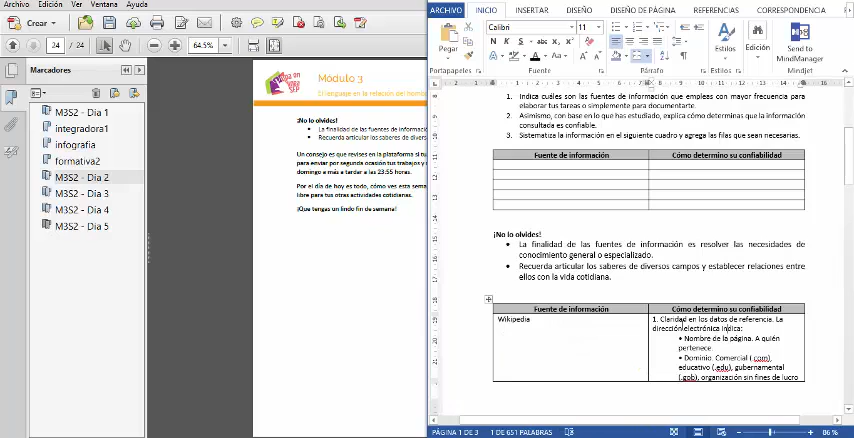 Archivo Edición Ver Ventana Ayuda
Crear
24 / 24
64.5%
Marcadores
M3S2 - Dia 1
integradora1
infografia
formativa2
M3S2 - Dia 2
M3S2 - Dia 3
M3S2 - Dia 4
M3S2 - Dia 5
Módulo 3
El lenguaje en la relación del hom
¡No lo olvides!
La finalidad de las fuentes de informació
Recuerda articular los saberes de divers
Un consejo es que revises en la plataforma si tu
para enviar por segunda ocasión tus trabajos y
domingo a más a tardar a las 23:55 horas.
Por el día de hoy es todo, cómo ves esta sema
libre para tus otras actividades cotidianas.
¡Que tengas un lindo fin de semana!
ARCHIVO INICIO INSERTAR DISEÑO DISEÑO DE PÁGINA REFERENCIAS CORRESPONDENCIA
Pegar
Calibri 11
N K S abc x₂ x²
Estilos
Edición
Send to
MindManager
Portapapeles Fuente Párrafo Estilos Mindjet
1. Indica cuáles son las fuentes de información que empleas con mayor frecuencia para
elaborar tus tareas o simplemente para documentarte.
2. Asimismo, con base en lo que has estudiado, explica cómo determinas que la información
consultada es confiable.
3. Sistematiza la información en el siguiente cuadro y agrega las filas que sean necesarias.
Fuente de información Cómo determino su confiabilidad
¡No lo olvides!
La finalidad de las fuentes de información es resolver las necesidades de
conocimiento general o especializado.
Recuerda articular los saberes de diversos campos y establecer relaciones entre
ellos con la vida cotidiana.
Fuente de información Cómo determino su confiabilidad
Wikipedia
1. Claridad en los datos de referencia. La
dirección electrónica indica:
• Nombre de la página. A quién
pertenece.
• Dominio. Comercial (.com),
educativo (.edu), gubernamental
(.gob), organización sin fines de lucro
PÁGINA 1 DE 3 1 DE 651 PALABRAS 86 %